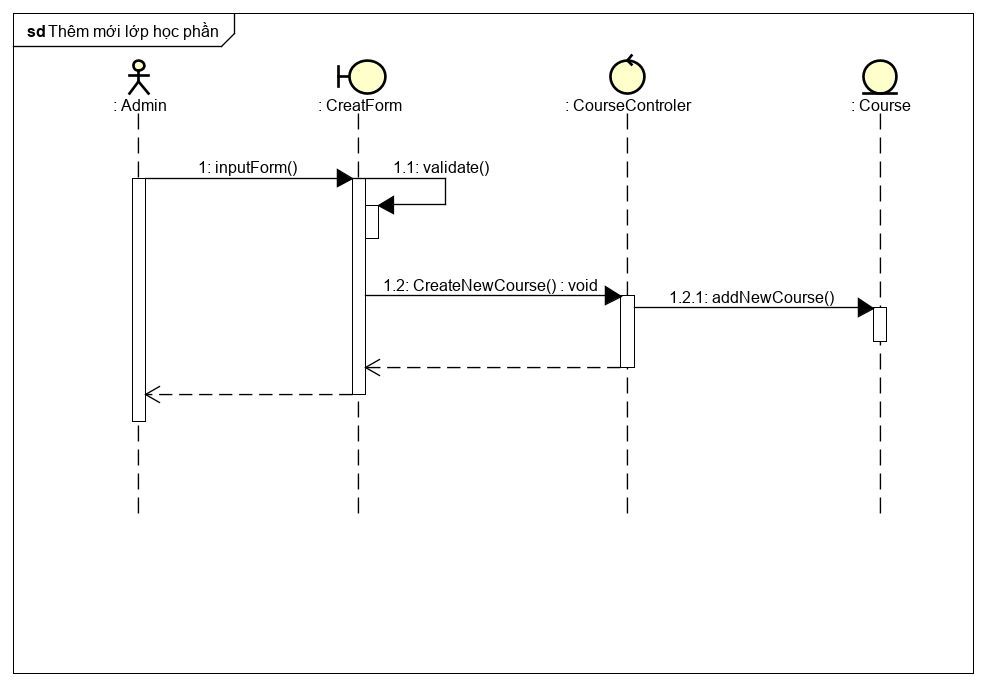 sd Thêm mới lớp học phần
: Admin
: CreatForm
: CourseControler
: Course
1: inputForm()
1.1: validate()
1.2: CreateNewCourse() : void
1.2.1: addNewCourse()